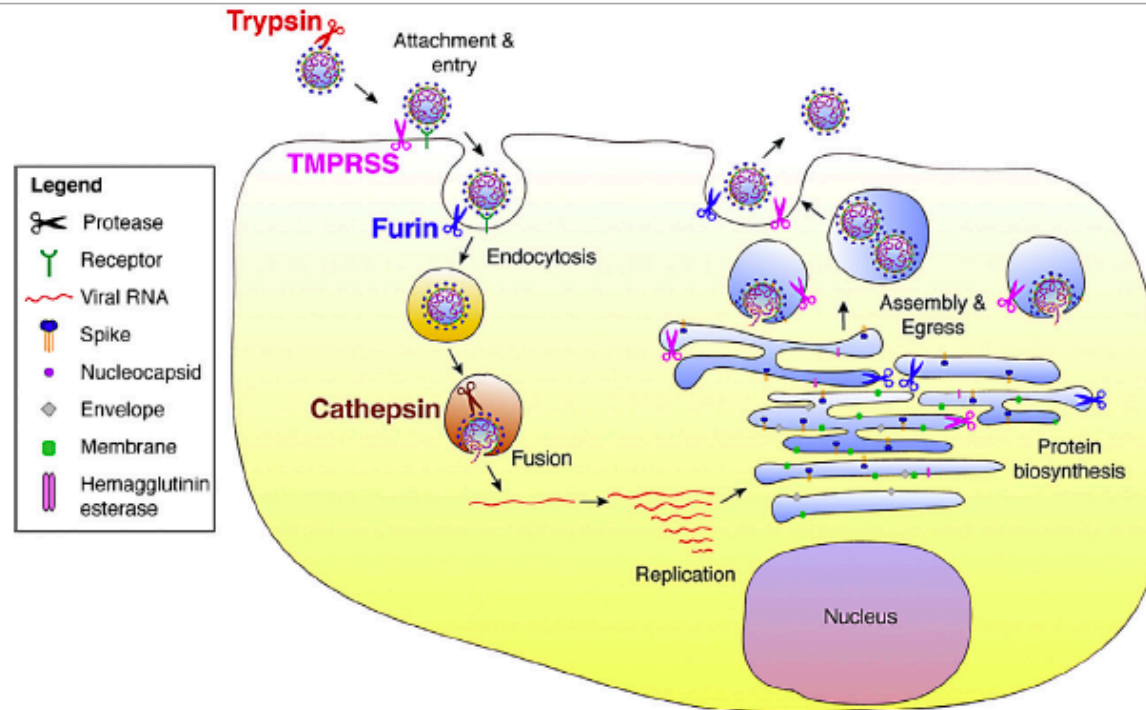 Trypsin
Attachment &
entry
TMPRSS
Legend
Protease
Receptor
Viral RNA
Spike
Nucleocapsid
Envelope
Membrane
Hemagglutinin
esterase
Furin
Endocytosis
Cathepsin
Fusion
Replication
Assembly &
Egress
Protein
biosynthesis
Nucleus